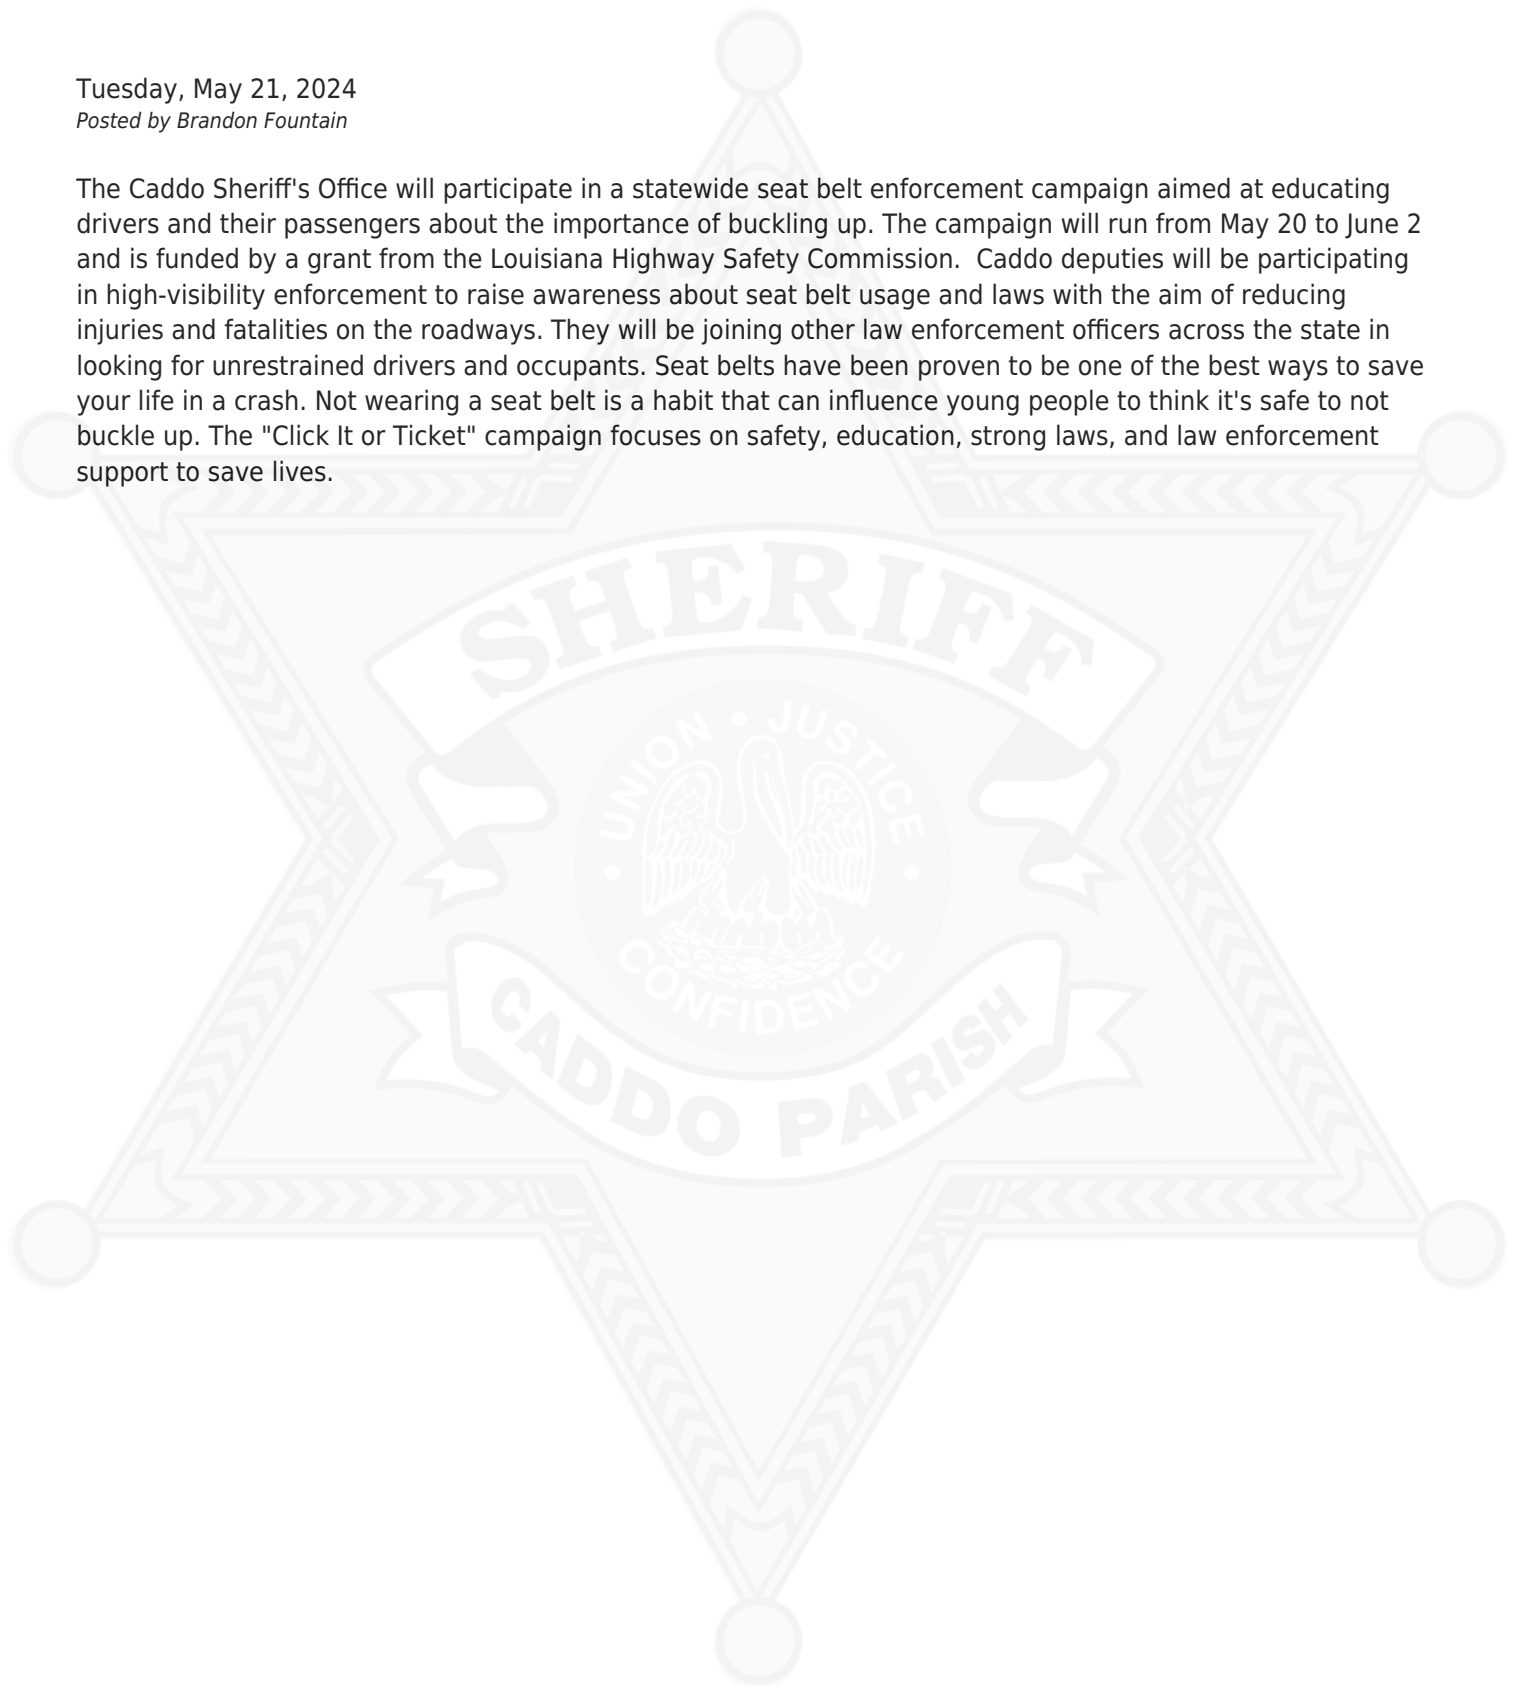 Tuesday, May 21, 2024
Posted by Brandon Fountain
The Caddo Sheriff's Office will participate in a statewide seat belt enforcement campaign aimed at educating
drivers and their passengers about the importance of buckling up. The campaign will run from May 20 to June 2
and is funded by a grant from the Louisiana Highway Safety Commission.  Caddo deputies will be participating
in high-visibility enforcement to raise awareness about seat belt usage and laws with the aim of reducing
injuries and fatalities on the roadways. They will be joining other law enforcement officers across the state in
looking for unrestrained drivers and occupants. Seat belts have been proven to be one of the best ways to save
your life in a crash. Not wearing a seat belt is a habit that can influence young people to think it's safe to not
buckle up. The "Click It or Ticket" campaign focuses on safety, education, strong laws, and law enforcement
support to save lives.
SHERIFF
UNION • JUSTICE
• CONFIDENCE •
CADDO PARISH